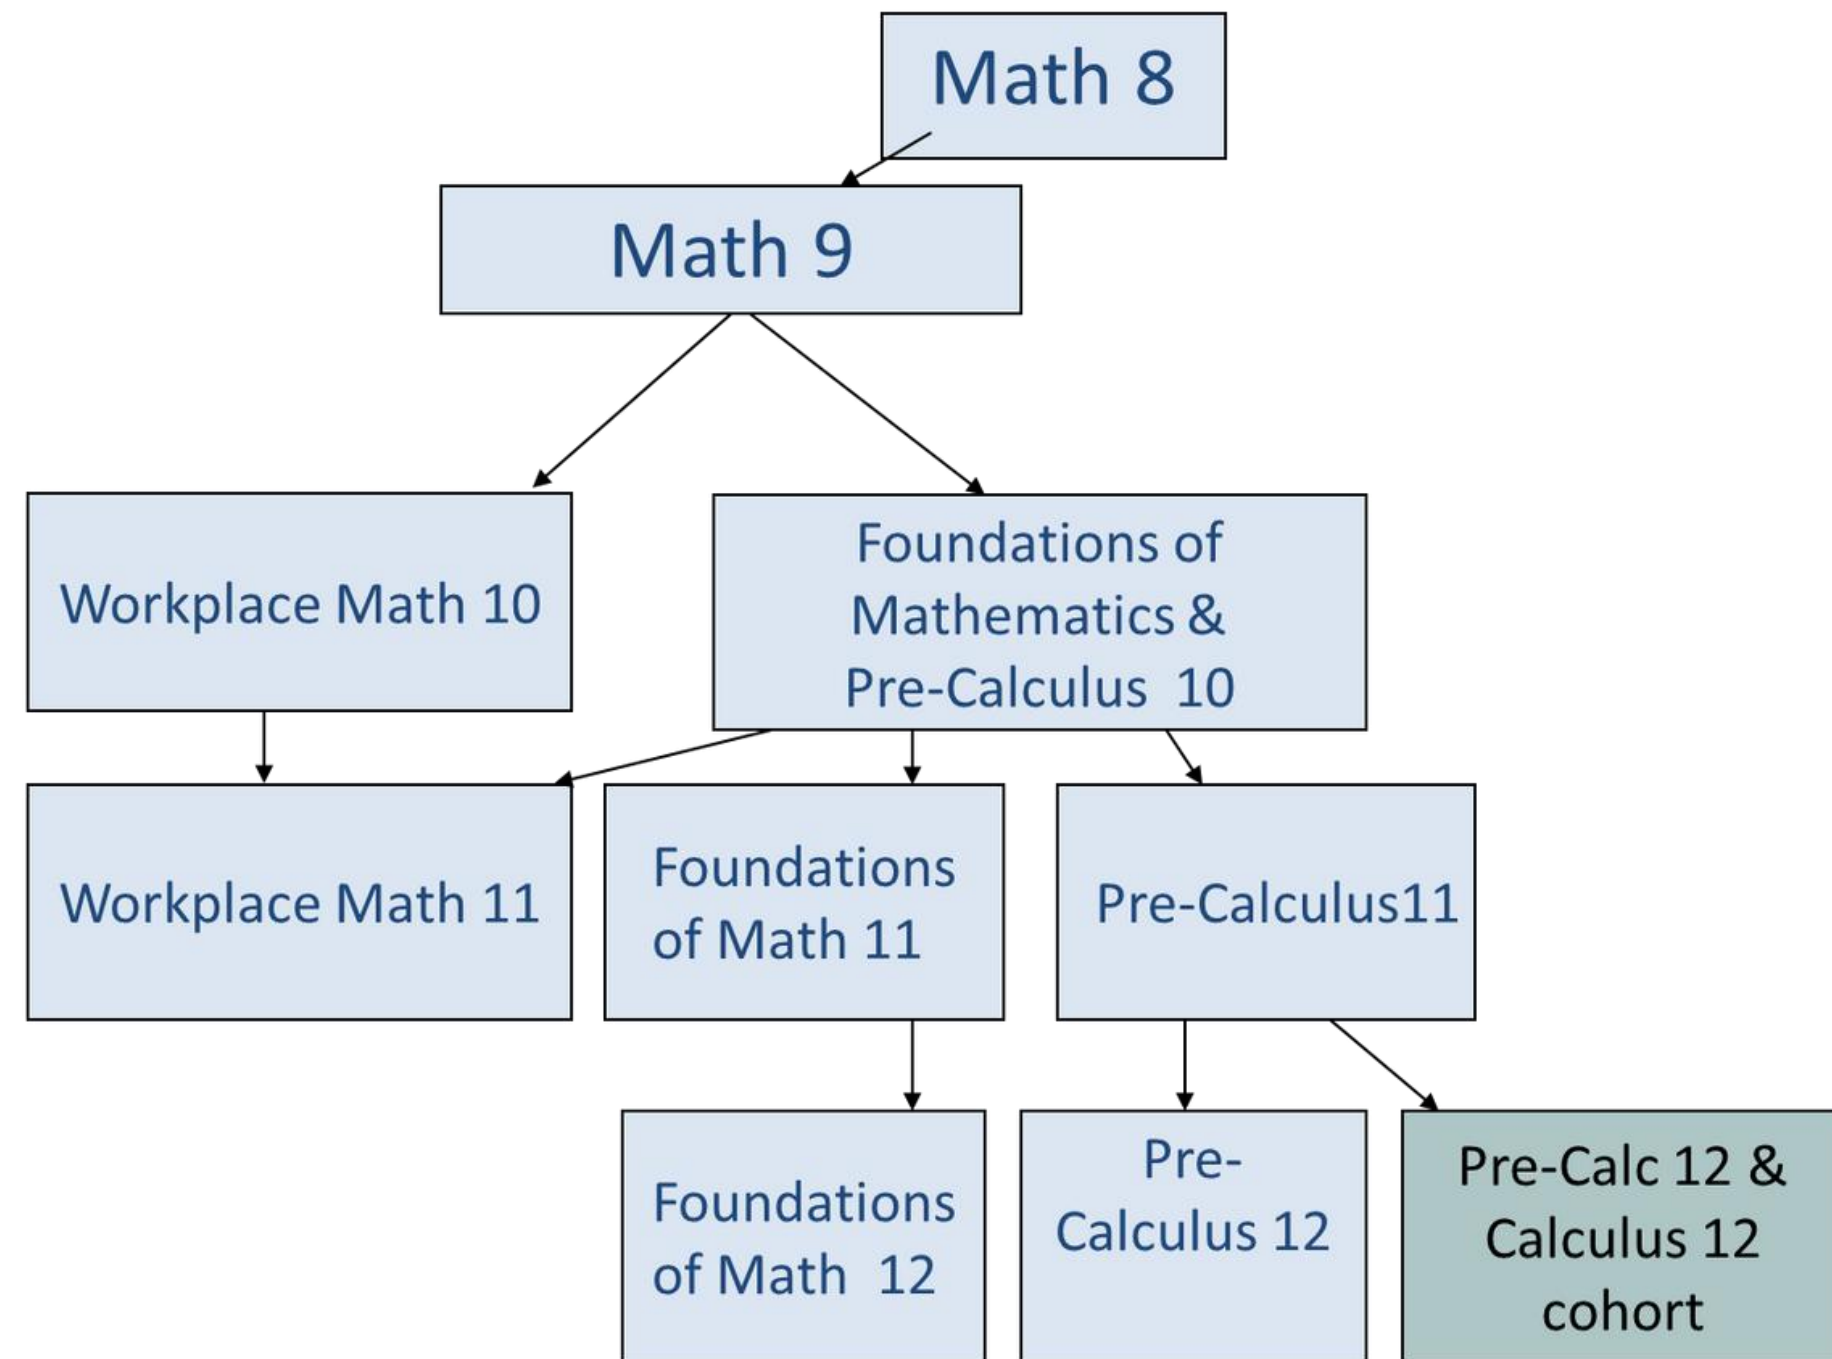 Math 8
Math 9
Workplace Math 10
Foundations of
Mathematics &
Pre-Calculus 10
Workplace Math 11
Foundations
of Math 11
Pre-Calculus11
Foundations
of Math 12
Pre-
Calculus 12
Pre-Calc 12 &
Calculus 12
cohort